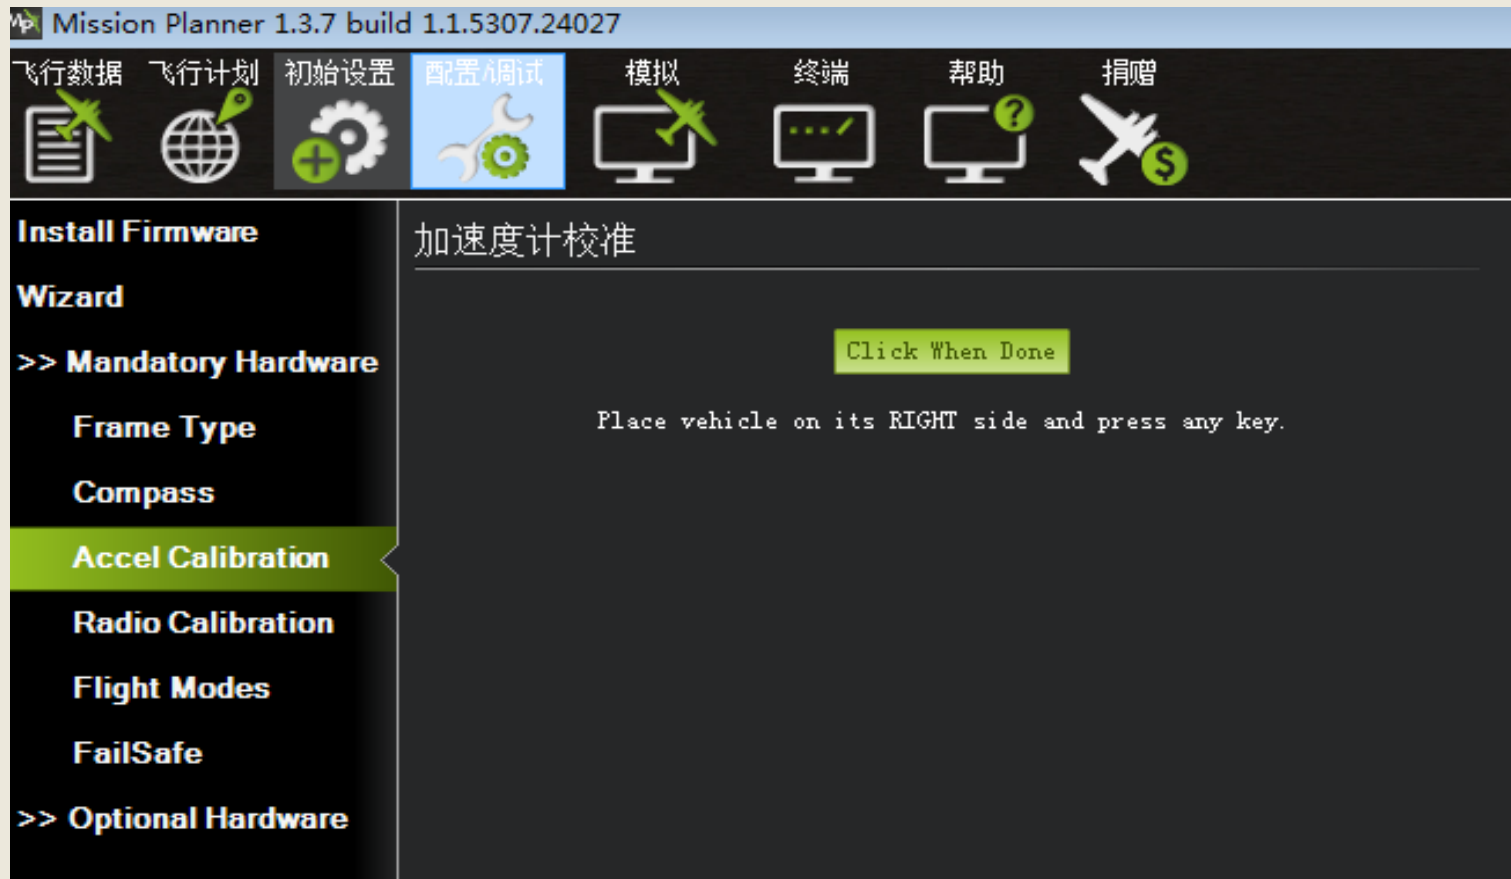 Mission Planner 1.3.7 build 1.1.5307.24027
飞行数据 飞行计划 初始设置 配置/调试 模拟 终端 帮助 捐赠
Install Firmware
加速度计校准
Wizard
Click When Done
>> Mandatory Hardware
Place vehicle on its RIGHT side and press any key.
Frame Type
Compass
Accel Calibration
Radio Calibration
Flight Modes
FailSafe
>> Optional Hardware